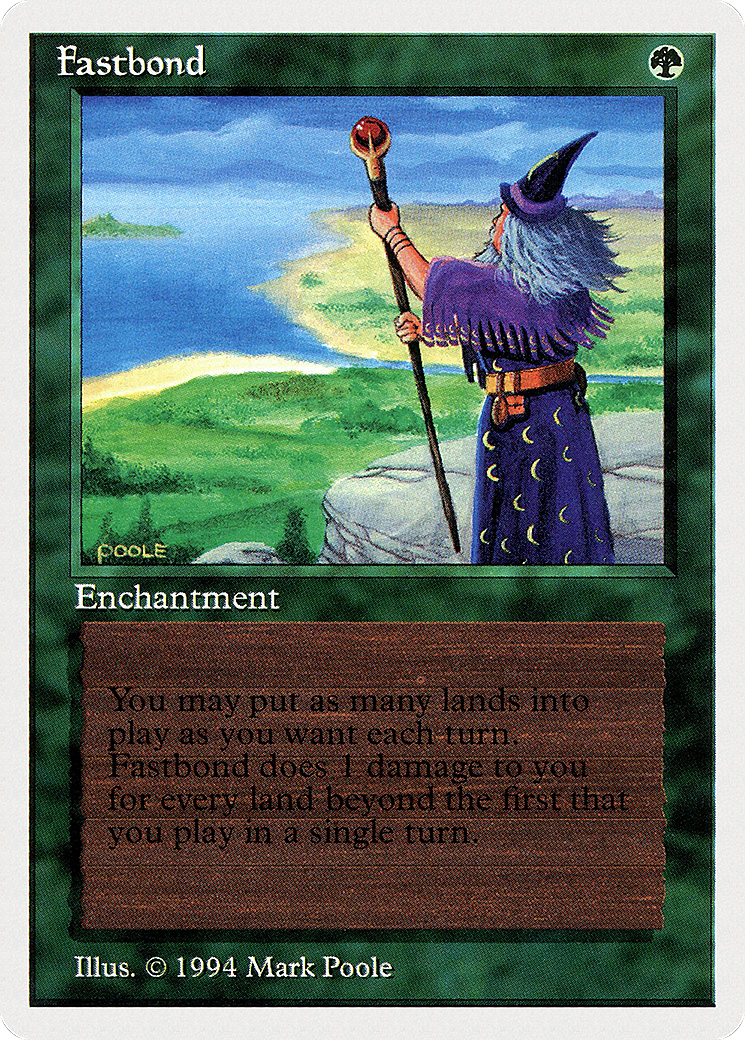 Fastbond
POOLE
Enchantment
You may put as many lands into
play as you want each turn.
Fastbond does 1 damage to you
for every land beyond the first that
you play in a single turn.
Illus. © 1994 Mark Poole